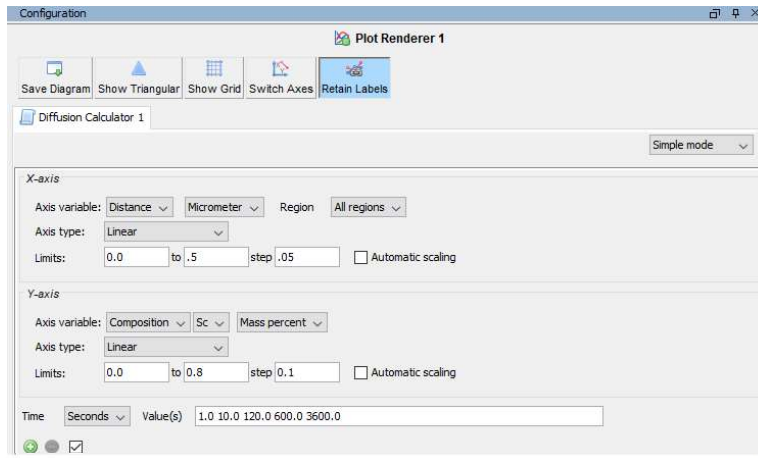 Configuration
Plot Renderer 1
Save Diagram Show Triangular Show Grid Switch Axes Retain Labels
Diffusion Calculator 1
Simple mode
X-axis
Axis variable: Distance Micrometer Region All regions
Axis type: Linear
Limits: 0.0 to .5 step .05 Automatic scaling
Y-axis
Axis variable: Composition Sc Mass percent
Axis type: Linear
Limits: 0.0 to 0.8 step 0.1 Automatic scaling
Time Seconds Value(s) 1.0 10.0 120.0 600.0 3600.0